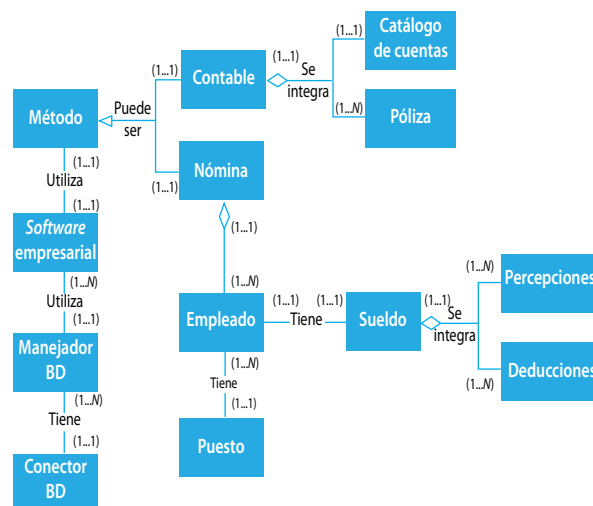 Catálogo
de cuentas
(1...1)
(1...1)
Se
integra
Contable
(1...1)
(1...N)
Póliza
Método
Puede
ser
(1...1)
Nómina
(1...1)
Utiliza
(1...1)
Software
empresarial
(1...1)
(1...N)
Utiliza
(1...1)
(1...N)
Percepciones
(1...N)
Empleado
(1...1)
Tiene
(1...1)
Sueldo
(1...1)
Se
integra
Manejador
BD
(1...N)
Deducciones
(1...N)
Tiene
(1...1)
(1...N)
Tiene
(1...1)
Puesto
Conector
BD